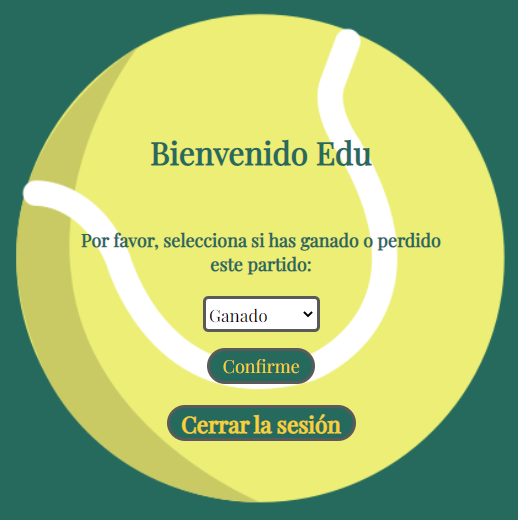 Bienvenido Edu
Por favor, selecciona si has ganado o perdido
este partido:
Ganado
Confirme
Cerrar la sesión